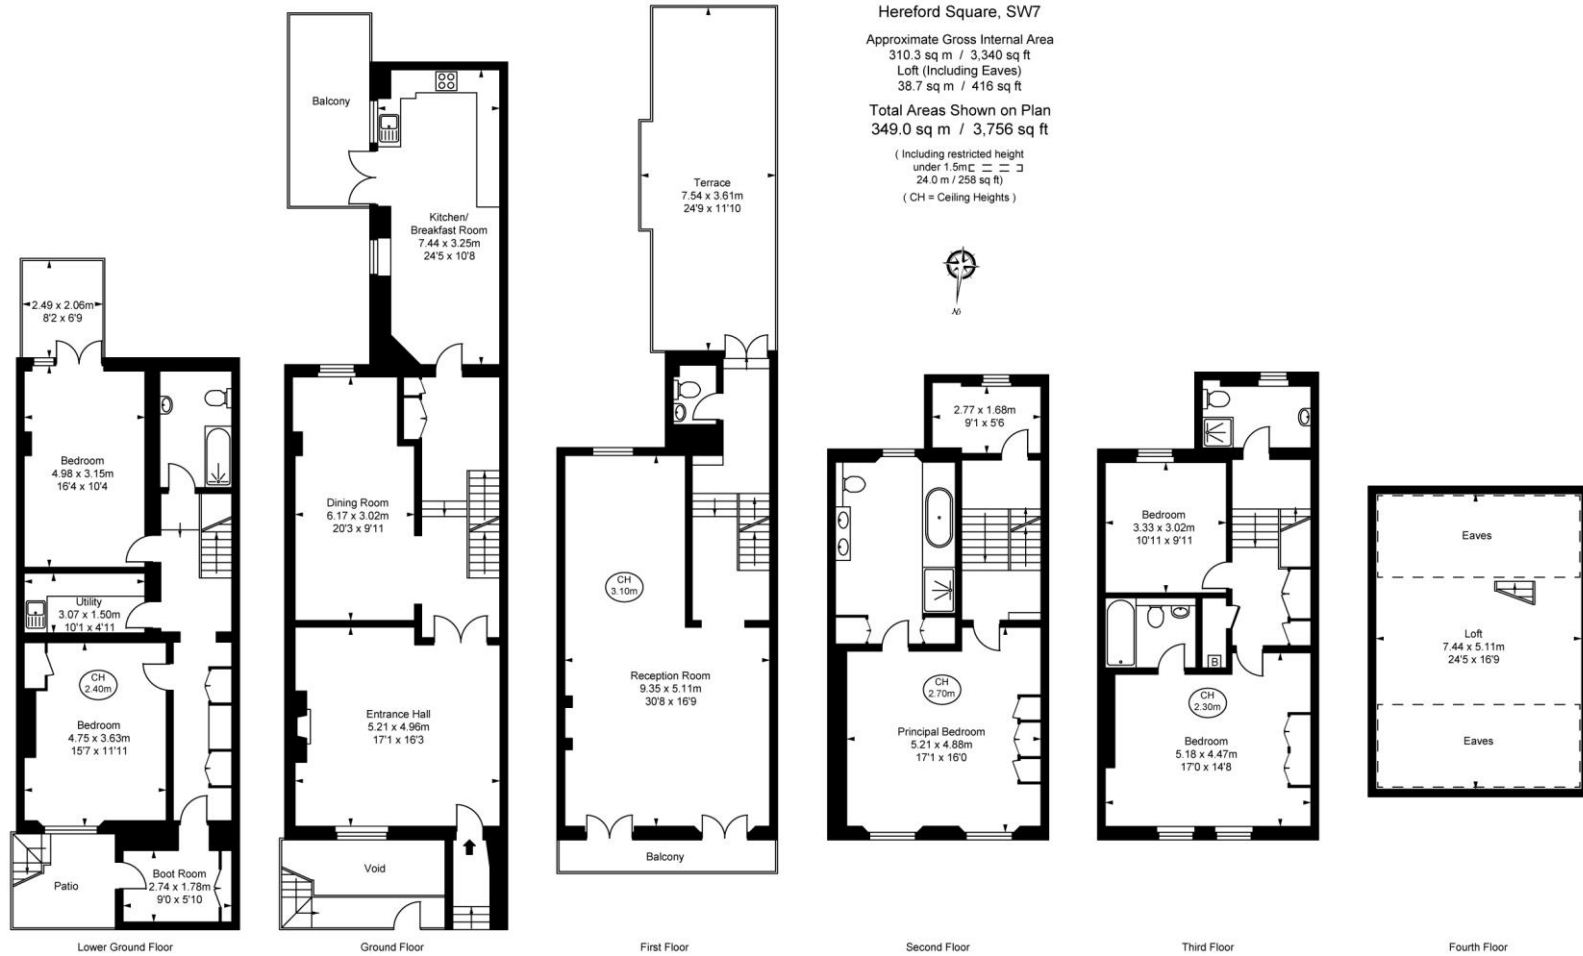 Hereford Square, SW7
Approximate Gross Internal Area
310.3 sq m / 3,340 sq ft
Loft (Including Eaves)
38.7 sq m / 416 sq ft
Total Areas Shown on Plan
349.0 sq m / 3,756 sq ft
( Including restricted height
under 1.5m
24.0 m / 258 sq ft)
( CH = Ceiling Heights )
2.49 x 2.06m
8'2 x 6'9
Bedroom
4.98 x 3.15m
16'4 x 10'4
Utility
3.07 x 1.50m
10'1 x 4'11
CH
2.40m
Bedroom
4.75 x 3.63m
15'7 x 11'11
Patio
Boot Room
2.74 x 1.78m
9'0 x 5'10
Lower Ground Floor
Balcony
Kitchen/
Breakfast Room
7.44 x 3.25m
24'5 x 10'8
Dining Room
6.17 x 3.02m
20'3 x 9'11
Entrance Hall
5.21 x 4.96m
17'1 x 16'3
Void
Ground Floor
Terrace
7.54 x 3.61m
24'9 x 11'10
CH
3.10m
Reception Room
9.35 x 5.11m
30'8 x 16'9
Balcony
First Floor
2.77 x 1.68m
9'1 x 5'6
CH
2.70m
Principal Bedroom
5.21 x 4.88m
17'1 x 16'0
Second Floor
Bedroom
3.33 x 3.02m
10'11 x 9'11
B
CH
2.30m
Bedroom
5.18 x 4.47m
17'0 x 14'8
Third Floor
Eaves
Loft
7.44 x 5.11m
24'5 x 16'9
Eaves
Fourth Floor